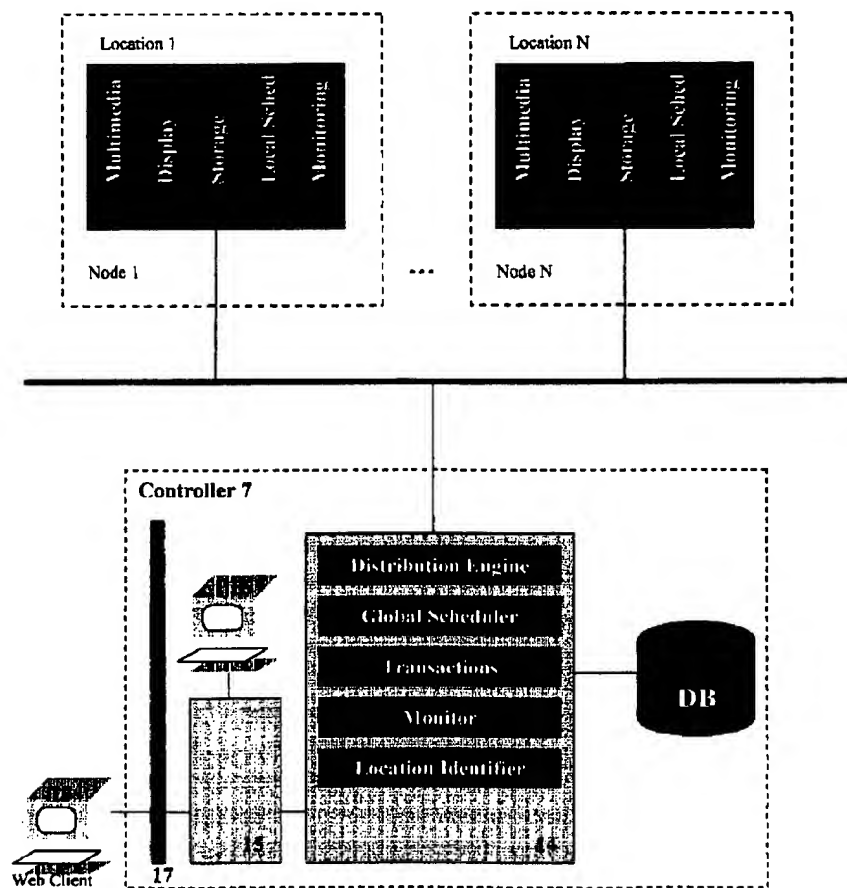 Location 1
Multimedia
Display
Storage
Local Sched
Monitoring
Node 1
...
Location N
Multimedia
Display
Storage
Local Sched
Monitoring
Node N
Controller 7
Distribution Engine
Global Scheduler
Transactions
Monitor
Location Identifier
DB
15
14
17
Web Client